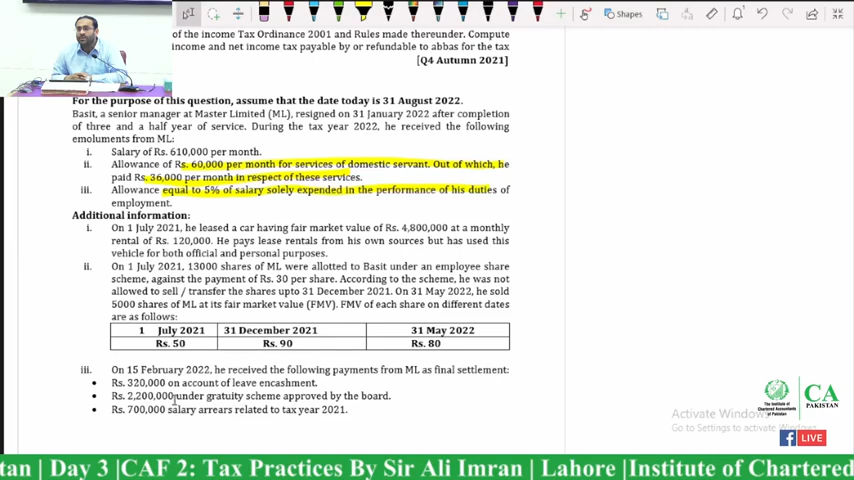 Shapes
of the income Tax Ordinance 2001 and Rules made thereunder. Compute
income and net income tax payable by or refundable to abbas for the tax
[Q4 Autumn 2021]
For the purpose of this question, assume that the date today is 31 August 2022.
Basit, a senior manager at Master Limited (ML), resigned on 31 January 2022 after completion
of three and a half year of service. During the tax year 2022, he received the following
emoluments from ML:
i. Salary of Rs. 610,000 per month.
ii. Allowance of Rs. 60,000 per month for services of domestic servant. Out of which, he
paid Rs. 36,000 per month in respect of these services.
iii. Allowance equal to 5% of salary solely expended in the performance of his duties of
employment.
Additional information:
i. On 1 July 2021, he leased a car having fair market value of Rs. 4,800,000 at a monthly
rental of Rs. 120,000. He pays lease rentals from his own sources but has used this
vehicle for both official and personal purposes.
ii. On 1 July 2021, 13000 shares of ML were allotted to Basit under an employee share
scheme, against the payment of Rs. 30 per share. According to the scheme, he was not
allowed to sell / transfer the shares upto 31 December 2021. On 31 May 2022, he sold
5000 shares of ML at its fair market value (FMV). FMV of each share on different dates
are as follows:
1 July 2021 31 December 2021 31 May 2022
Rs. 50 Rs. 90 Rs. 80
iii. On 15 February 2022, he received the following payments from ML as final settlement:
• Rs. 320,000 on account of leave encashment.
• Rs. 2,200,000 under gratuity scheme approved by the board.
• Rs. 700,000 salary arrears related to tax year 2021.
The Institute of
Chartered Accountants
of Pakistan
CA
PAKISTAN
Activate Windows
Go to Settings to activate Windows.
f LIVE
tan | Day 3 |CAF 2: Tax Practices By Sir Ali Imran | Lahore |Institute of Chartered